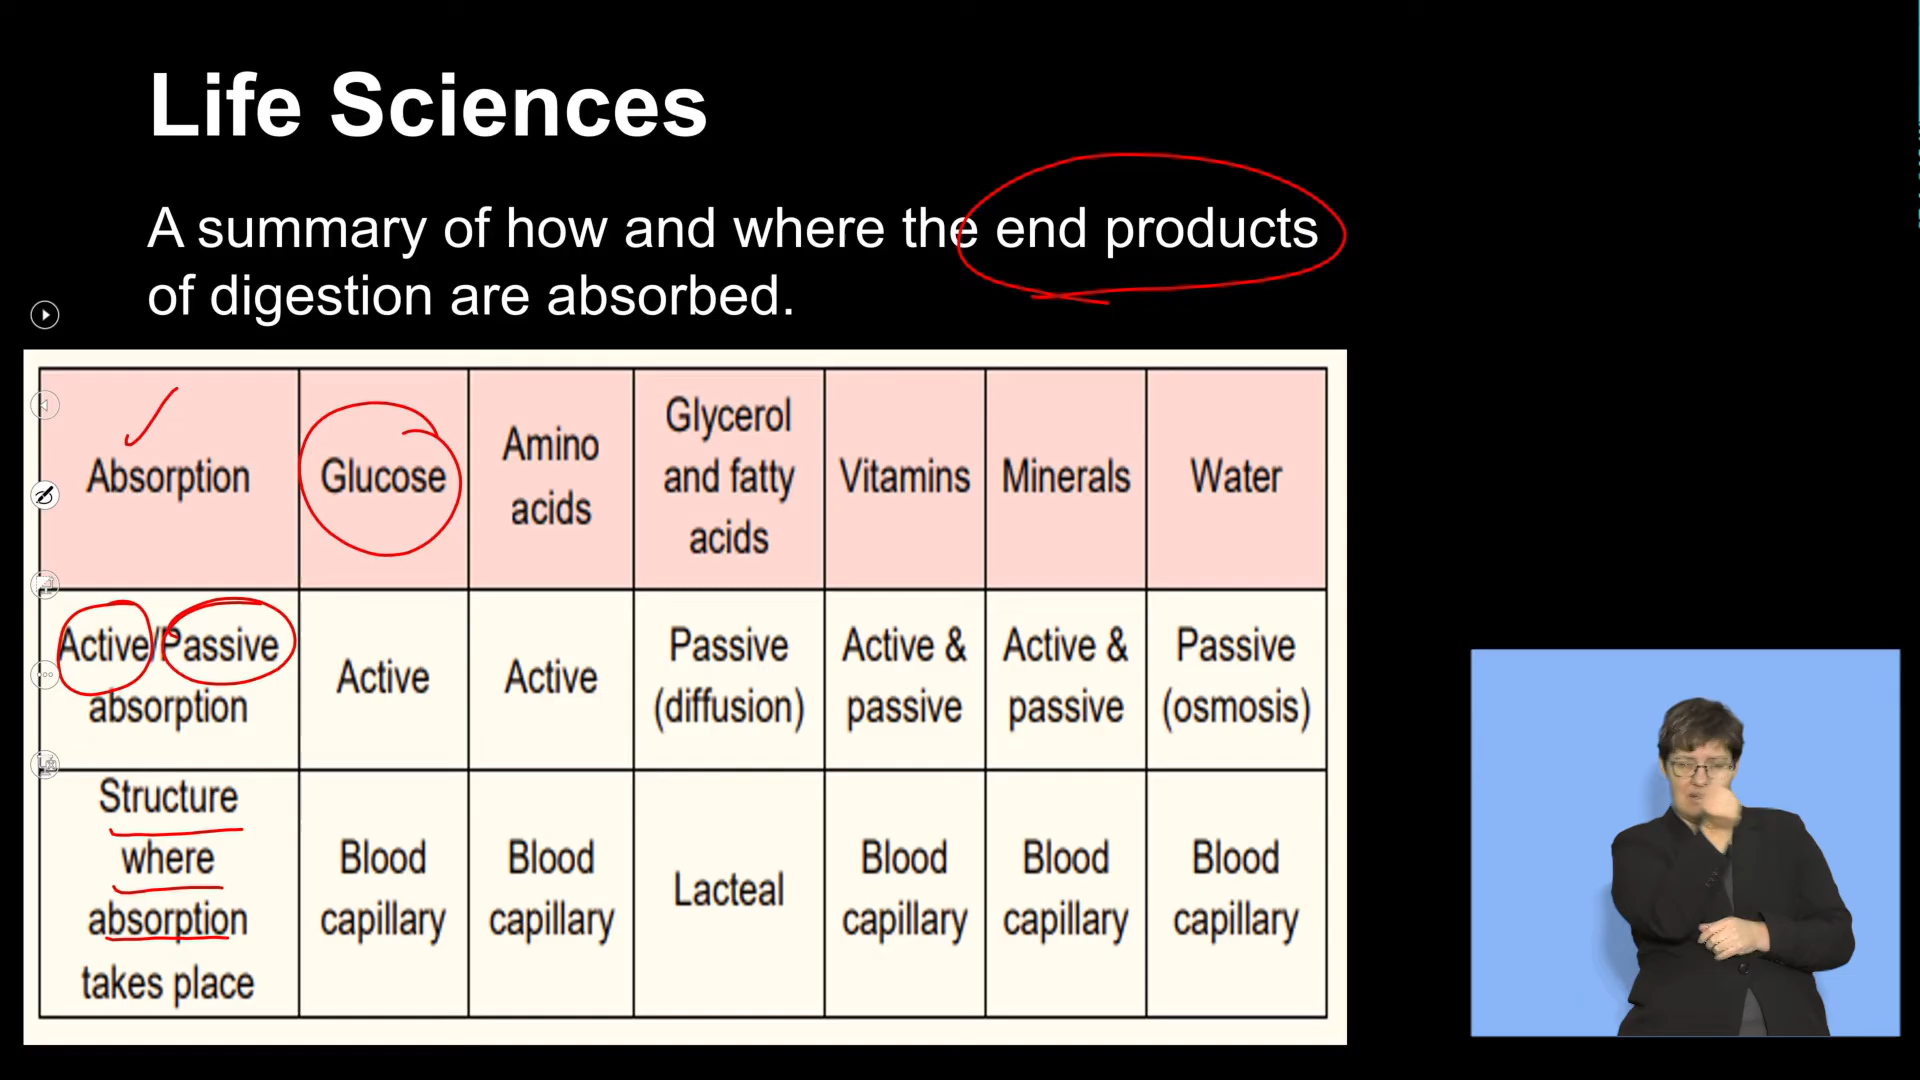 Life Sciences
A summary of how and where the end products
of digestion are absorbed.
Absorption
Glucose
Amino
acids
Glycerol
and fatty
acids
Vitamins
Minerals
Water
Active/Passive
absorption
Active
Active
Passive
(diffusion)
Active &
passive
Active &
passive
Passive
(osmosis)
Structure
where
absorption
takes place
Blood
capillary
Blood
capillary
Lacteal
Blood
capillary
Blood
capillary
Blood
capillary